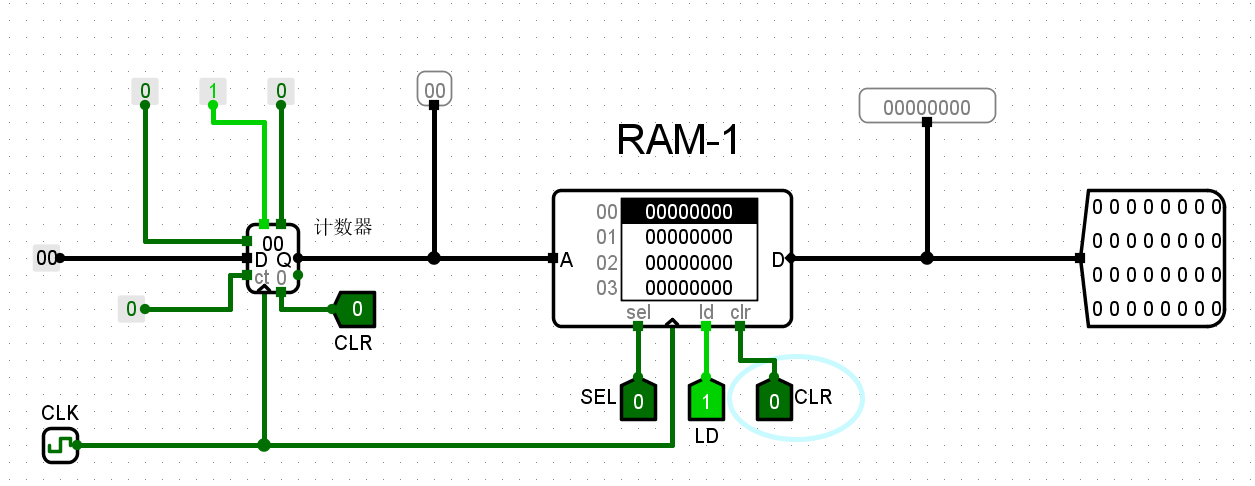 0 1 0
00
00000000
RAM-1
计数器
00
00
D Q
ct 0
0
0
CLR
A
00 00000000
01 00000000
02 00000000
03 00000000
D
sel ld clr
0 0 0 0 0 0 0 0
0 0 0 0 0 0 0 0
0 0 0 0 0 0 0 0
0 0 0 0 0 0 0 0
SEL 0
1
LD
0 CLR
CLK